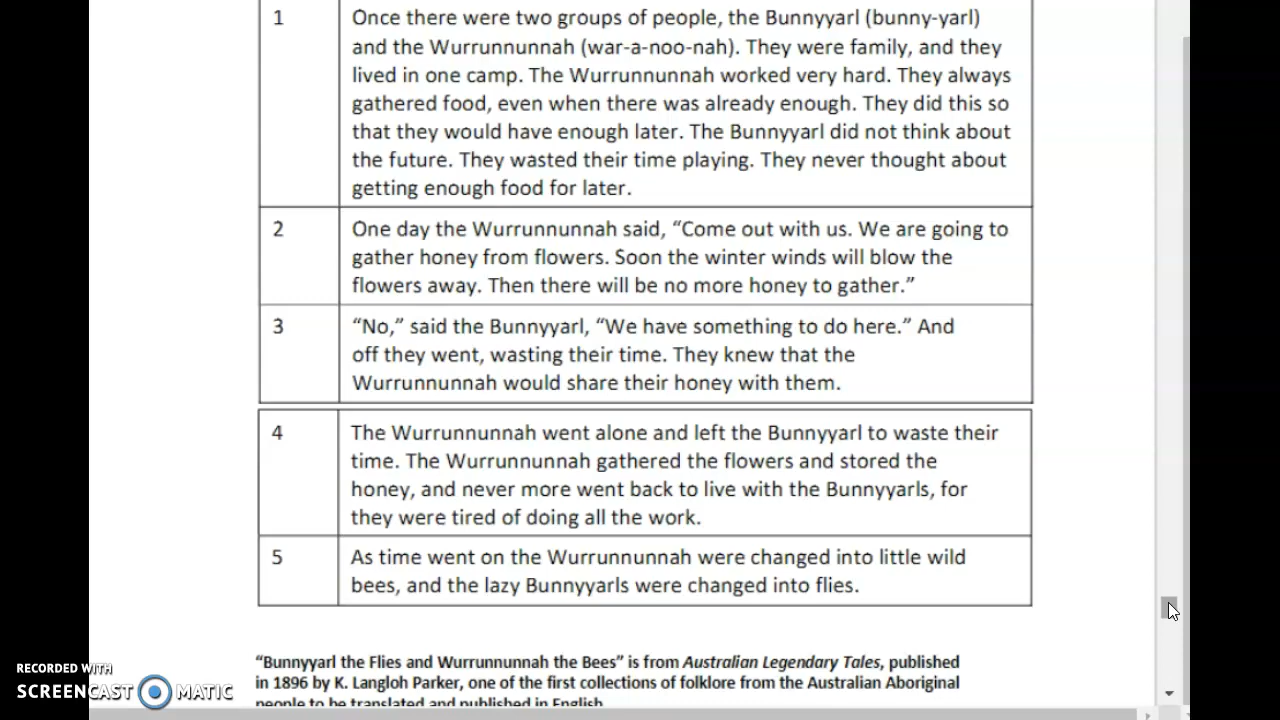 1
Once there were two groups of people, the Bunnyyarl (bunny-yarl)
and the Wurrunnunnah (war-a-noo-nah). They were family, and they
lived in one camp. The Wurrunnunnah worked very hard. They always
gathered food, even when there was already enough. They did this so
that they would have enough later. The Bunnyyarl did not think about
the future. They wasted their time playing. They never thought about
getting enough food for later.
2
One day the Wurrunnunnah said, “Come out with us. We are going to
gather honey from flowers. Soon the winter winds will blow the
flowers away. Then there will be no more honey to gather.”
3
“No,” said the Bunnyyarl, “We have something to do here.” And
off they went, wasting their time. They knew that the
Wurrunnunnah would share their honey with them.
4
The Wurrunnunnah went alone and left the Bunnyyarl to waste their
time. The Wurrunnunnah gathered the flowers and stored the
honey, and never more went back to live with the Bunnyyarls, for
they were tired of doing all the work.
5
As time went on the Wurrunnunnah were changed into little wild
bees, and the lazy Bunnyyarls were changed into flies.
“Bunnyyarl the Flies and Wurrunnunnah the Bees” is from Australian Legendary Tales, published
in 1896 by K. Langloh Parker, one of the first collections of folklore from the Australian Aboriginal
people to be translated and published in English.
RECORDED WITH
SCREENCAST MATIC